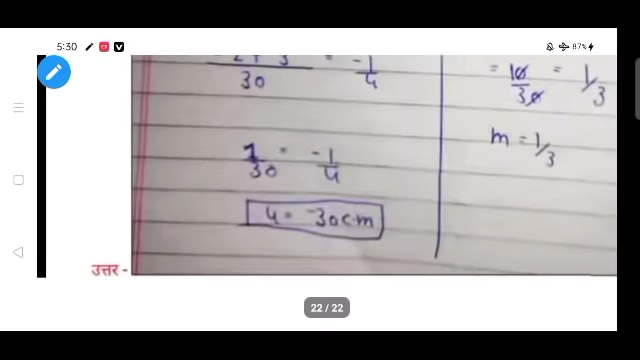 5:30
87%
30 = -1/4
= 10/30 = 1/3
m = 1/3
1/30 = -1/4
u = -30cm
उत्तर -
22 / 22